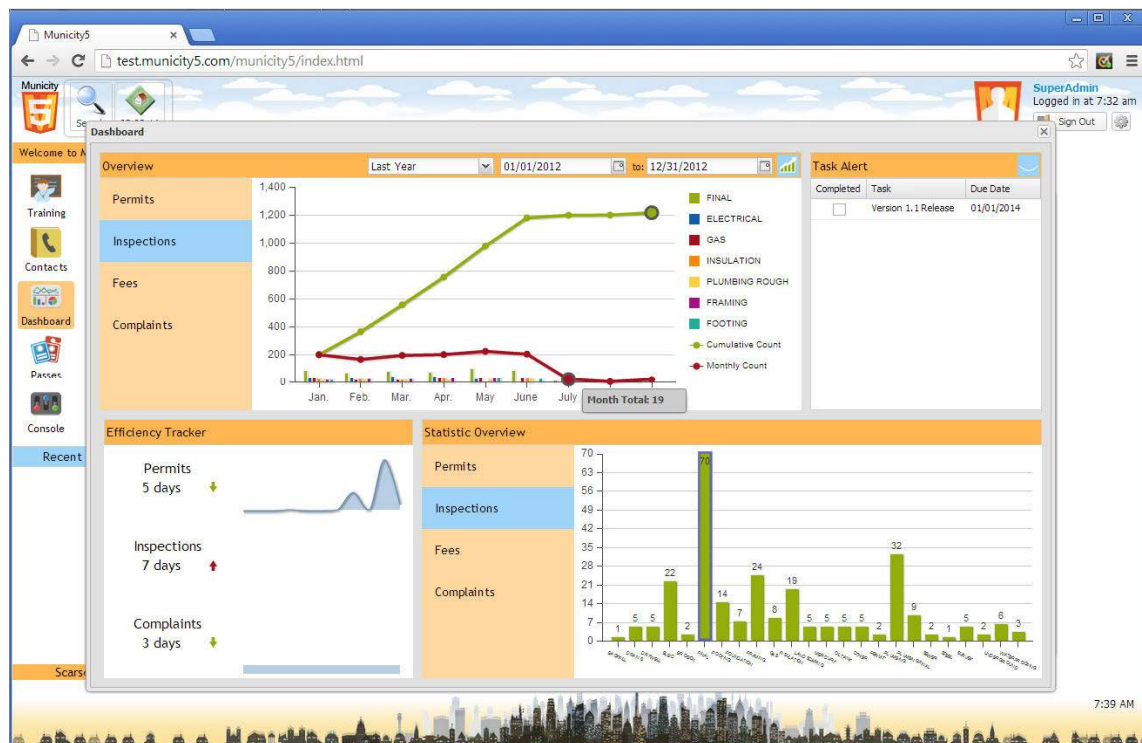 Municity5
test.municity5.com/municity5/index.html
Municity
SuperAdmin
Logged in at 7:32 am
Sign Out
Dashboard
Welcome to
Training
Contacts
Dashboard
Passes
Console
Recent
Overview
Last Year
01/01/2012
to: 12/31/2012
Permits
Inspections
Fees
Complaints
1,400
1,200
1,000
800
600
400
200
0
Jan. Feb. Mar. Apr. May June July
Month Total: 19
FINAL
ELECTRICAL
GAS
INSULATION
PLUMBING ROUGH
FRAMING
FOOTING
Cumulative Count
Monthly Count
Task Alert
Completed Task Due Date
Version 1.1 Release 01/01/2014
Efficiency Tracker
Permits
5 days
Inspections
7 days
Complaints
3 days
Statistic Overview
Permits
Inspections
Fees
Complaints
70
63
56
49
42
35
28
21
14
7
0
1 5 5 22 2 70 14 7 24 8 19 5 5 5 5 2 32 9 2 1 5 2 6 3
7:39 AM